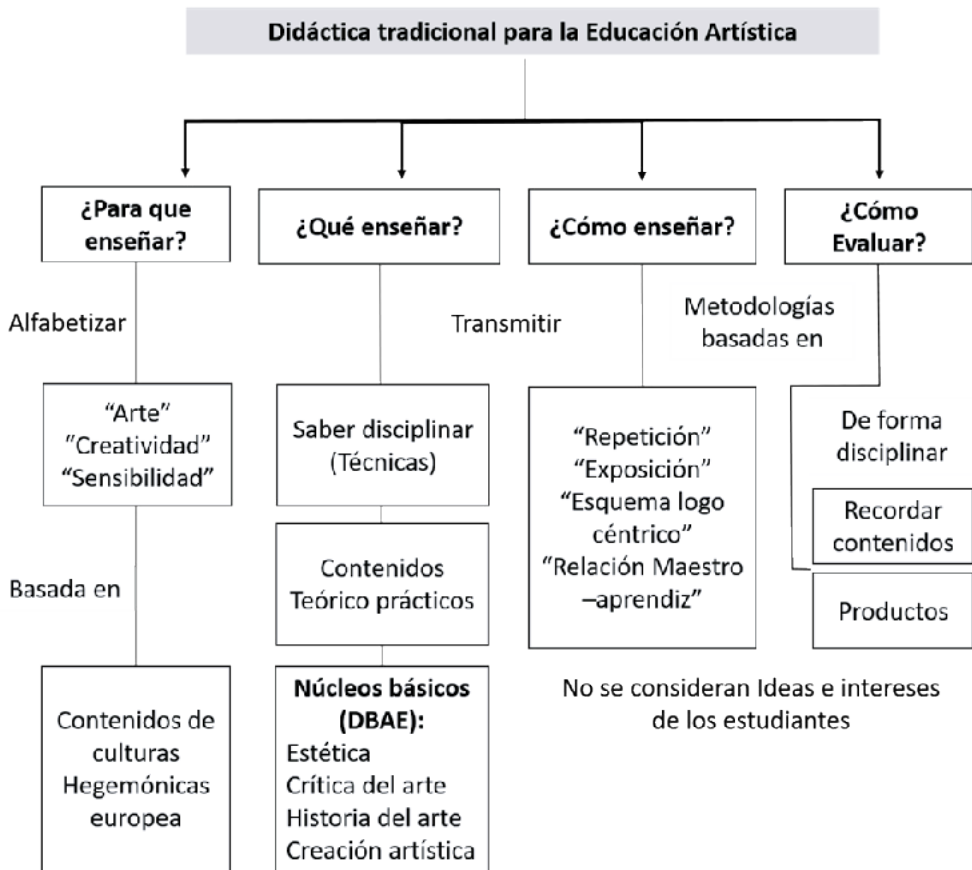 Didáctica tradicional para la Educación Artística
¿Para que
enseñar?
Alfabetizar
“Arte”
“Creatividad”
“Sensibilidad”
Basada en
Contenidos de
culturas
Hegemónicas
europea
¿Qué enseñar?
Transmitir
Saber disciplinar
(Técnicas)
Contenidos
Teórico prácticos
Núcleos básicos
(DBAE):
Estética
Crítica del arte
Historia del arte
Creación artística
¿Cómo enseñar?
Metodologías
basadas en
“Repetición”
“Exposición”
“Esquema logo
céntrico”
“Relación Maestro
–aprendiz”
¿Cómo
Evaluar?
De forma
disciplinar
Recordar
contenidos
Productos
No se consideran Ideas e intereses
de los estudiantes